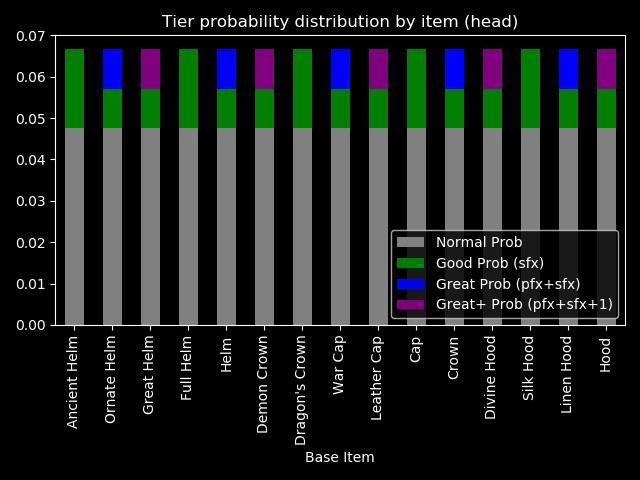 Tier probability distribution by item (head)
0.07
0.06
0.05
0.04
0.03
0.02
0.01
0.00
Normal Prob
Good Prob (sfx)
Great Prob (pfx+sfx)
Great+ Prob (pfx+sfx+1)
Ancient Helm
Ornate Helm
Great Helm
Full Helm
Helm
Demon Crown
Dragon's Crown
War Cap
Leather Cap
Cap
Crown
Divine Hood
Silk Hood
Linen Hood
Hood
Base Item